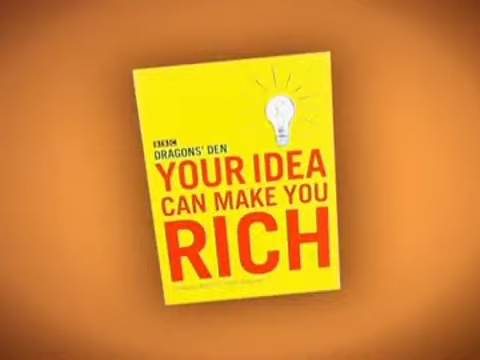 BBC
DRAGONS' DEN
YOUR IDEA
CAN MAKE YOU
RICH